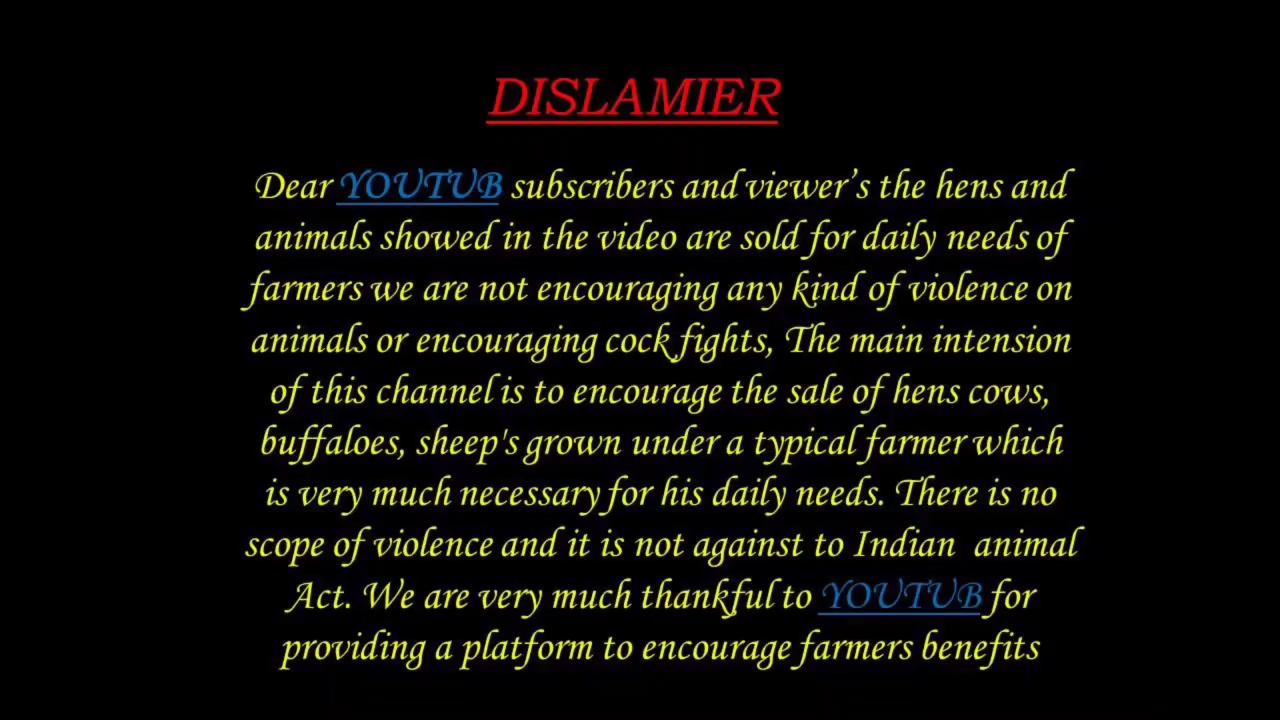 DISLAMIER
Dear YOUTUB subscribers and viewer’s the hens and
animals showed in the video are sold for daily needs of
farmers we are not encouraging any kind of violence on
animals or encouraging cock fights, The main intension
of this channel is to encourage the sale of hens cows,
buffaloes, sheep's grown under a typical farmer which
is very much necessary for his daily needs. There is no
scope of violence and it is not against to Indian  animal
Act. We are very much thankful to YOUTUB for
providing a platform to encourage farmers benefits